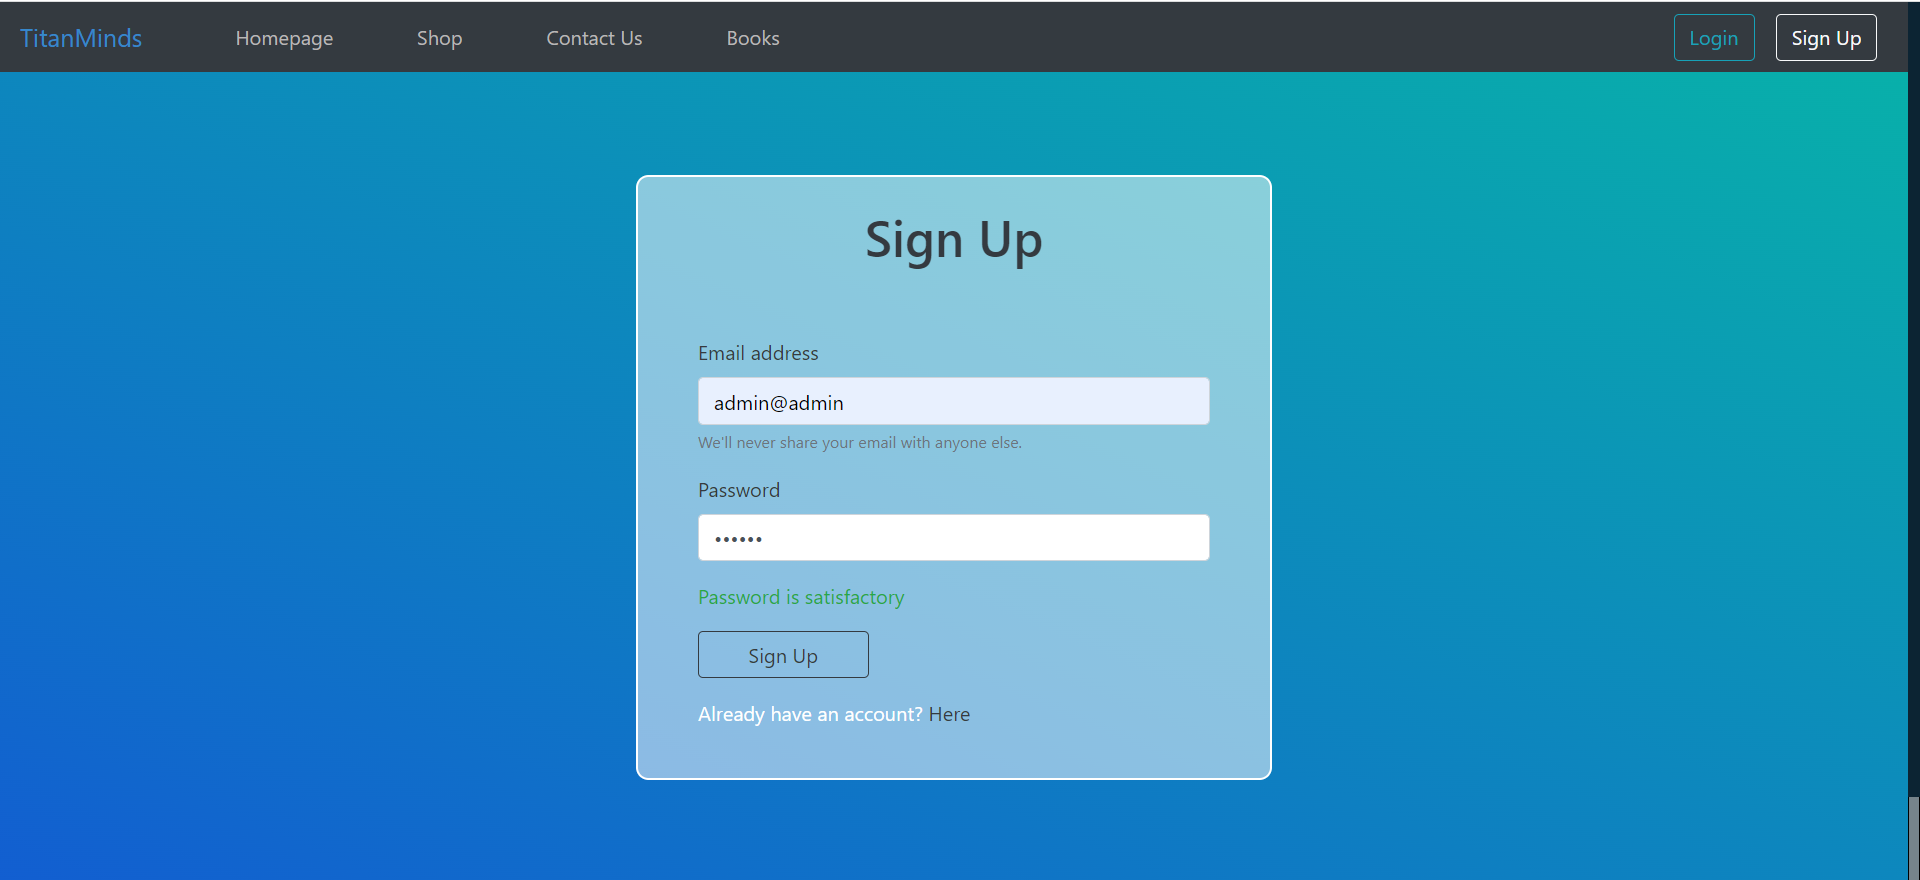 TitanMinds Homepage Shop Contact Us Books Login Sign Up
Sign Up
Email address
admin@admin
We'll never share your email with anyone else.
Password
••••••
Password is satisfactory
Sign Up
Already have an account? Here